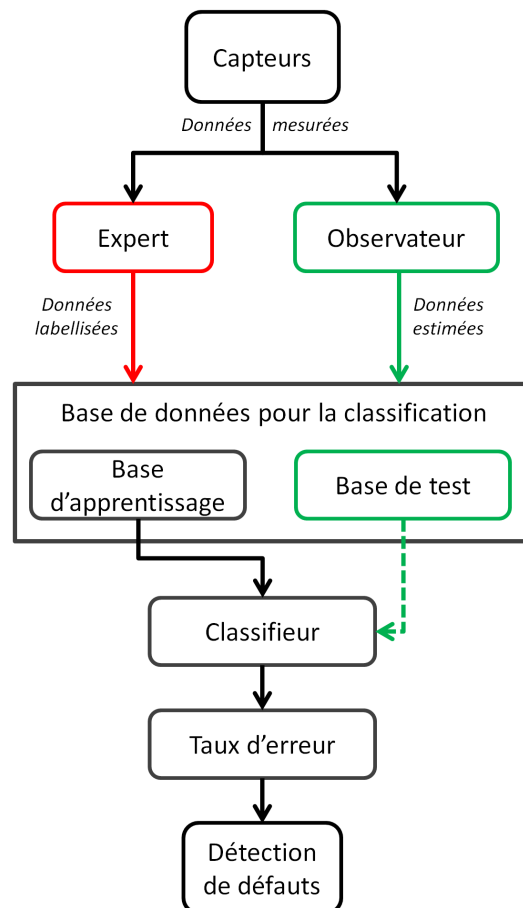 Capteurs
Données mesurées
Expert
Observateur
Données
labellisées
Données
estimées
Base de données pour la classification
Base
d’apprentissage
Base de test
Classifieur
Taux d’erreur
Détection
de défauts